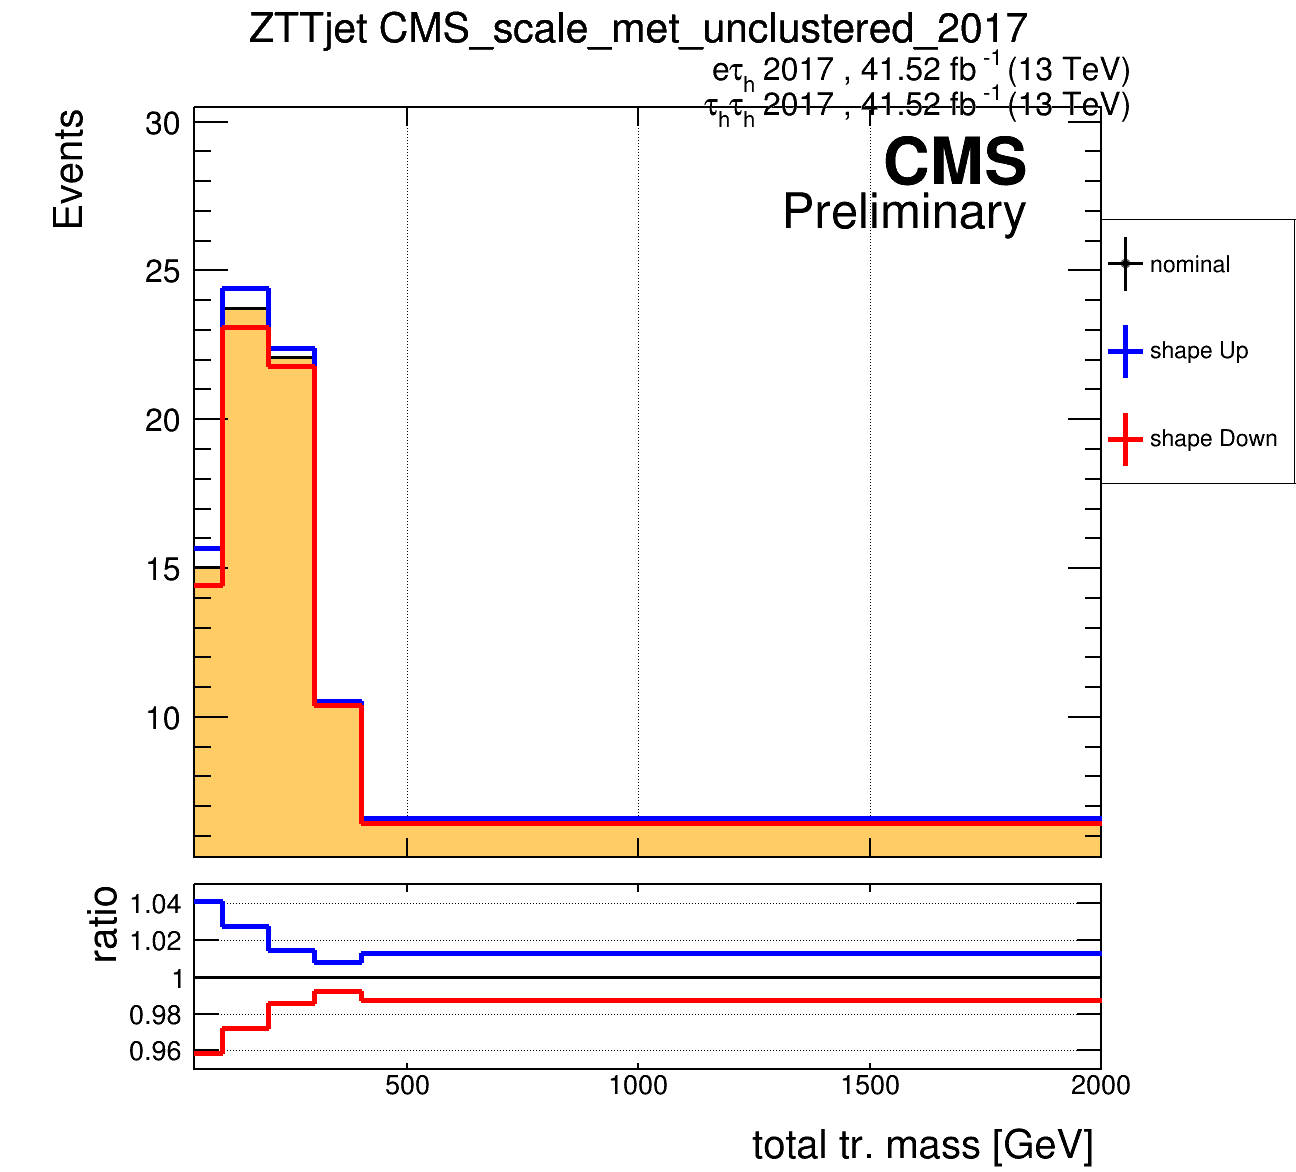 ZTTjet CMS_scale_met_unclustered_2017
eτh 2017 , 41.52 fb -1 (13 TeV)
τhτh 2017 , 41.52 fb -1 (13 TeV)
CMS
Preliminary
Events
30
25
20
15
10
nominal
shape Up
shape Down
ratio
1.04
1.02
1
0.98
0.96
500 1000 1500 2000
total tr. mass [GeV]